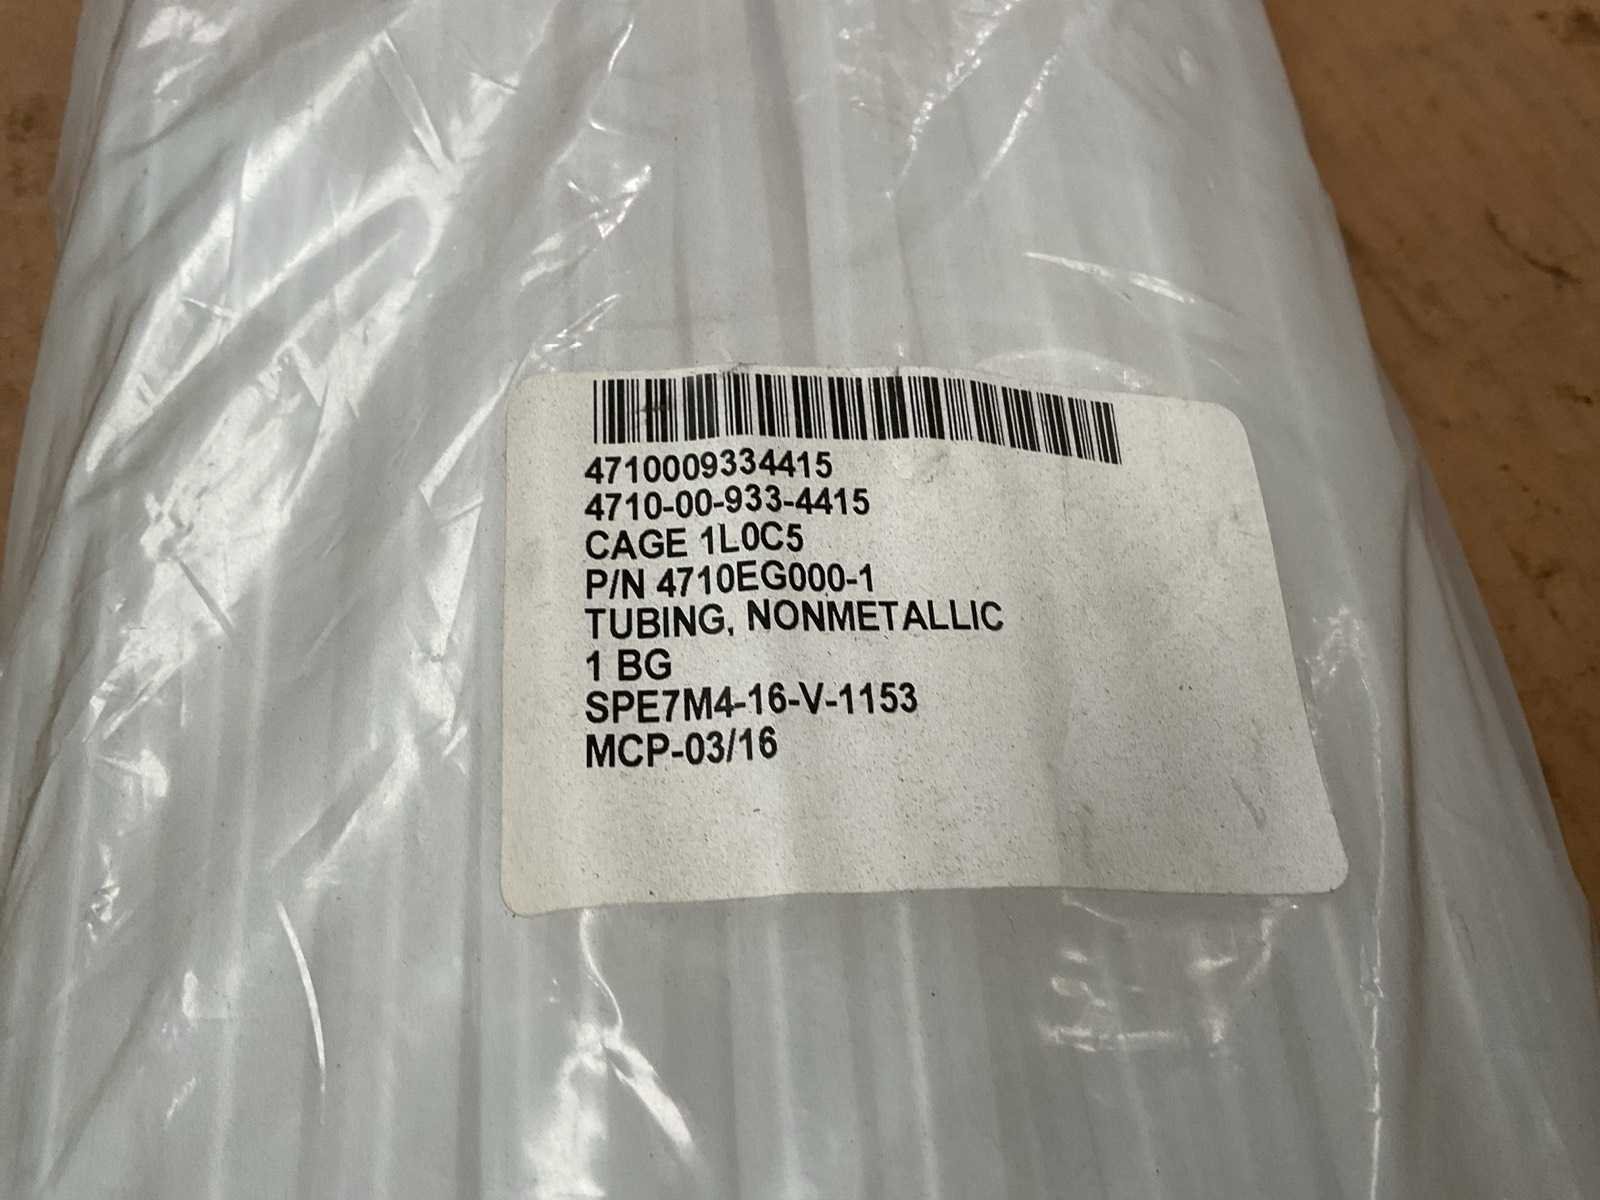 4710009334415
4710-00-933-4415
CAGE 1L0C5
P/N 4710EG000-1
TUBING, NONMETALLIC
1 BG
SPE7M4-16-V-1153
MCP-03/16